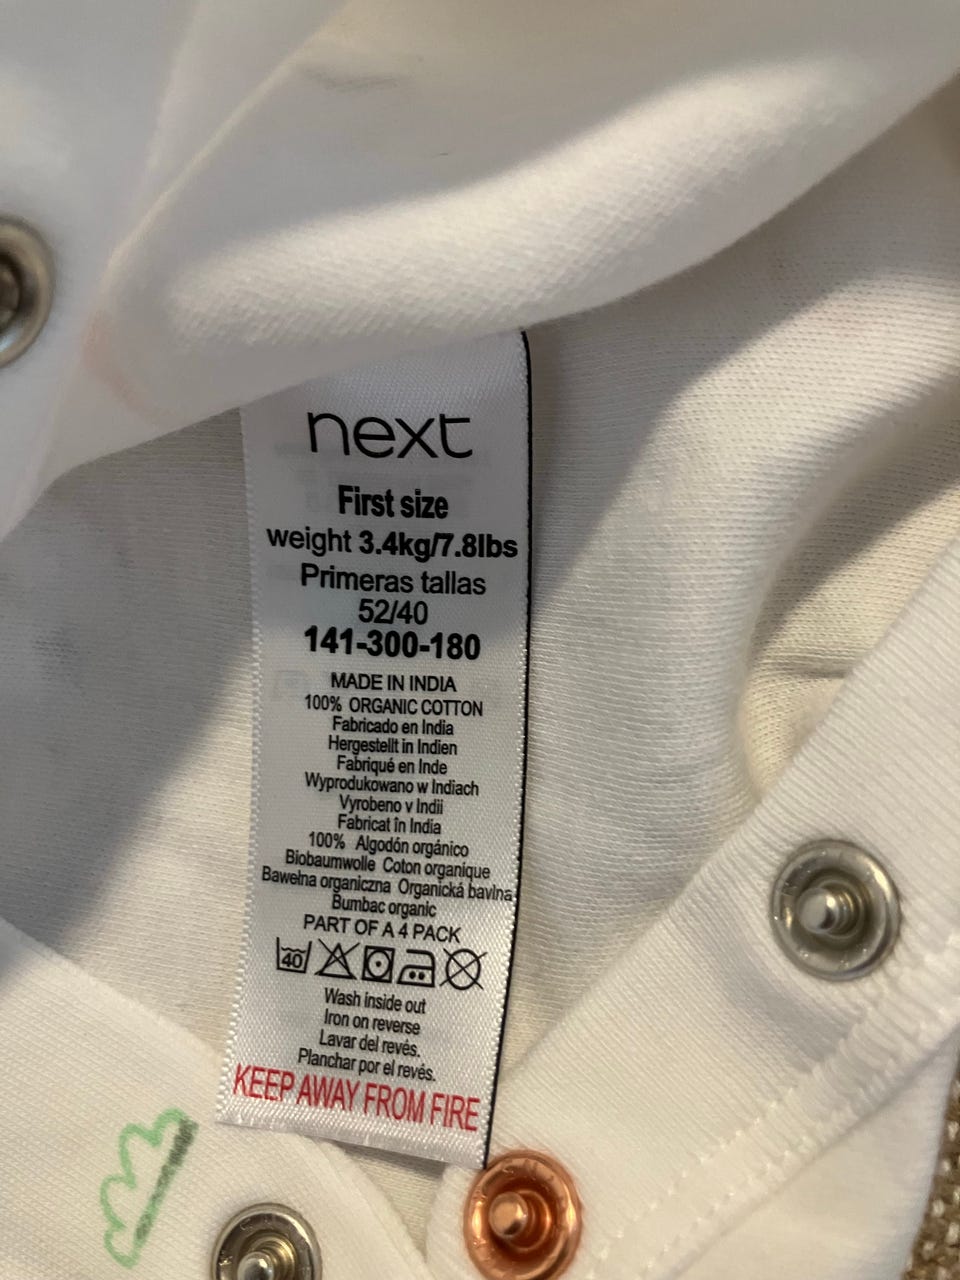 next
First size
weight 3.4kg/7.8lbs
Primeras tallas
52/40
141-300-180
MADE IN INDIA
100% ORGANIC COTTON
Fabricado en India
Hergestellt in Indien
Fabriqué en Inde
Wyprodukowano w Indiach
Vyrobeno v Indii
Fabricat în India
100% Algodón orgánico
Biobaumwolle Coton organique
Bawełna organiczna Organická bavlna
Bumbac organic
PART OF A 4 PACK
40
Wash inside out
Iron on reverse
Lavar del revés.
Planchar por el revés.
KEEP AWAY FROM FIRE